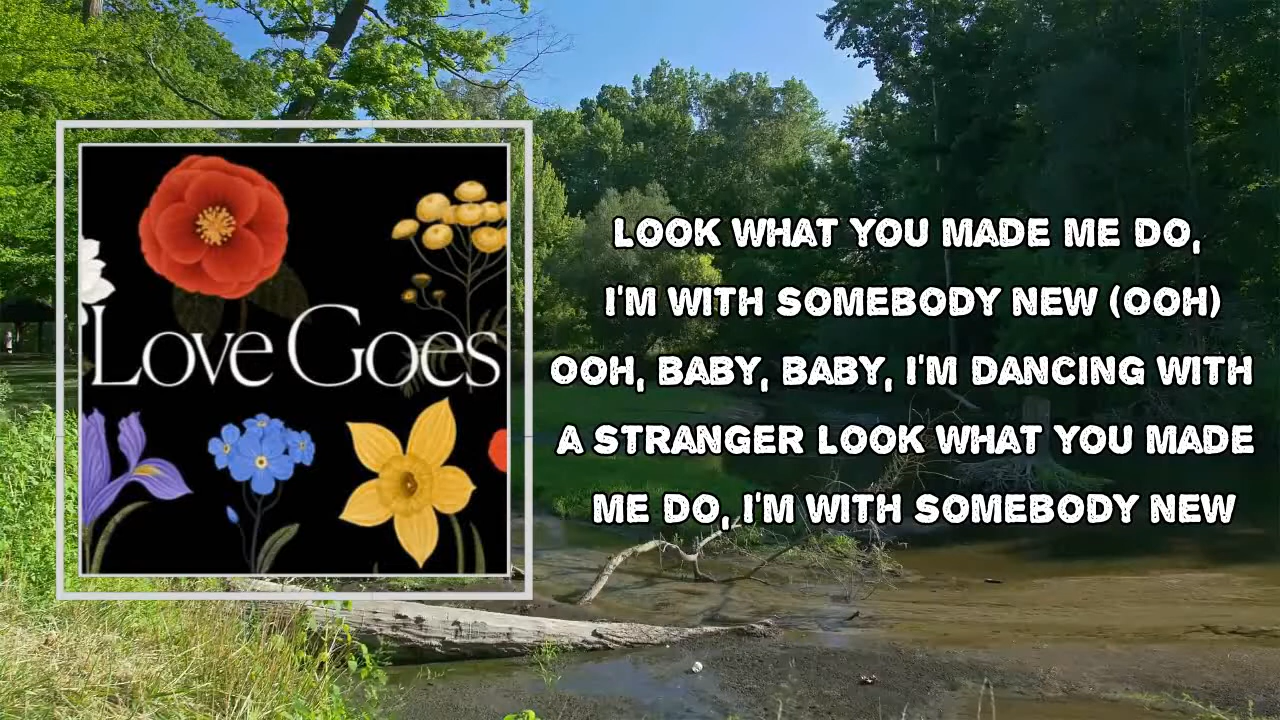 Love Goes
LOOK WHAT YOU MADE ME DO,
I'M WITH SOMEBODY NEW (OOH)
OOH, BABY, BABY, I'M DANCING WITH
A STRANGER LOOK WHAT YOU MADE
ME DO, I'M WITH SOMEBODY NEW